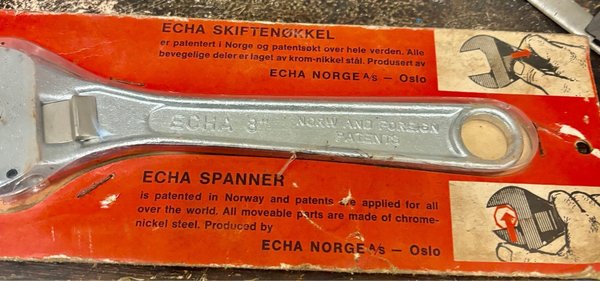 ECHA SKIFTENØKKEL
er patentert i Norge og patentsøkt over hele verden. Alle
bevegelige deler er laget av krom-nikkel stål. Produsert av
ECHA NORGE A/S — Oslo
ECHA 8"
NORW. AND FOREIGN
PATENTS
ECHA SPANNER
is patented in Norway and patents are applied for all
over the world. All moveable parts are made of chrome-
nickel steel. Produced by
ECHA NORGE A/S — Oslo